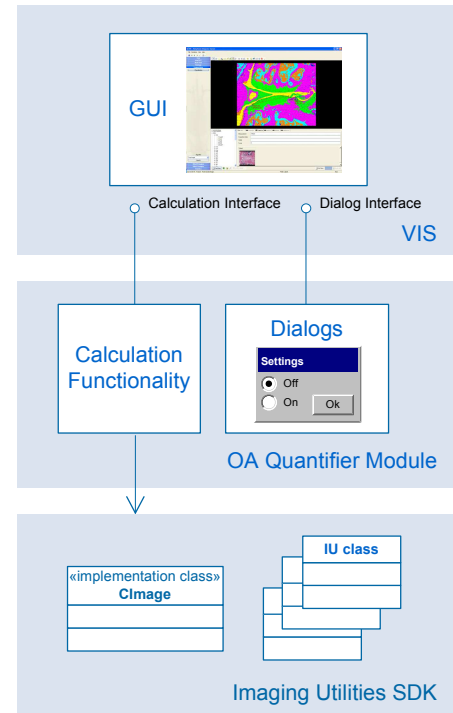 GUI
Calculation Interface
Dialog Interface
VIS
Calculation
Functionality
Dialogs
Settings
Off
On
Ok
OA Quantifier Module
IU class
«implementation class»
CImage
Imaging Utilities SDK